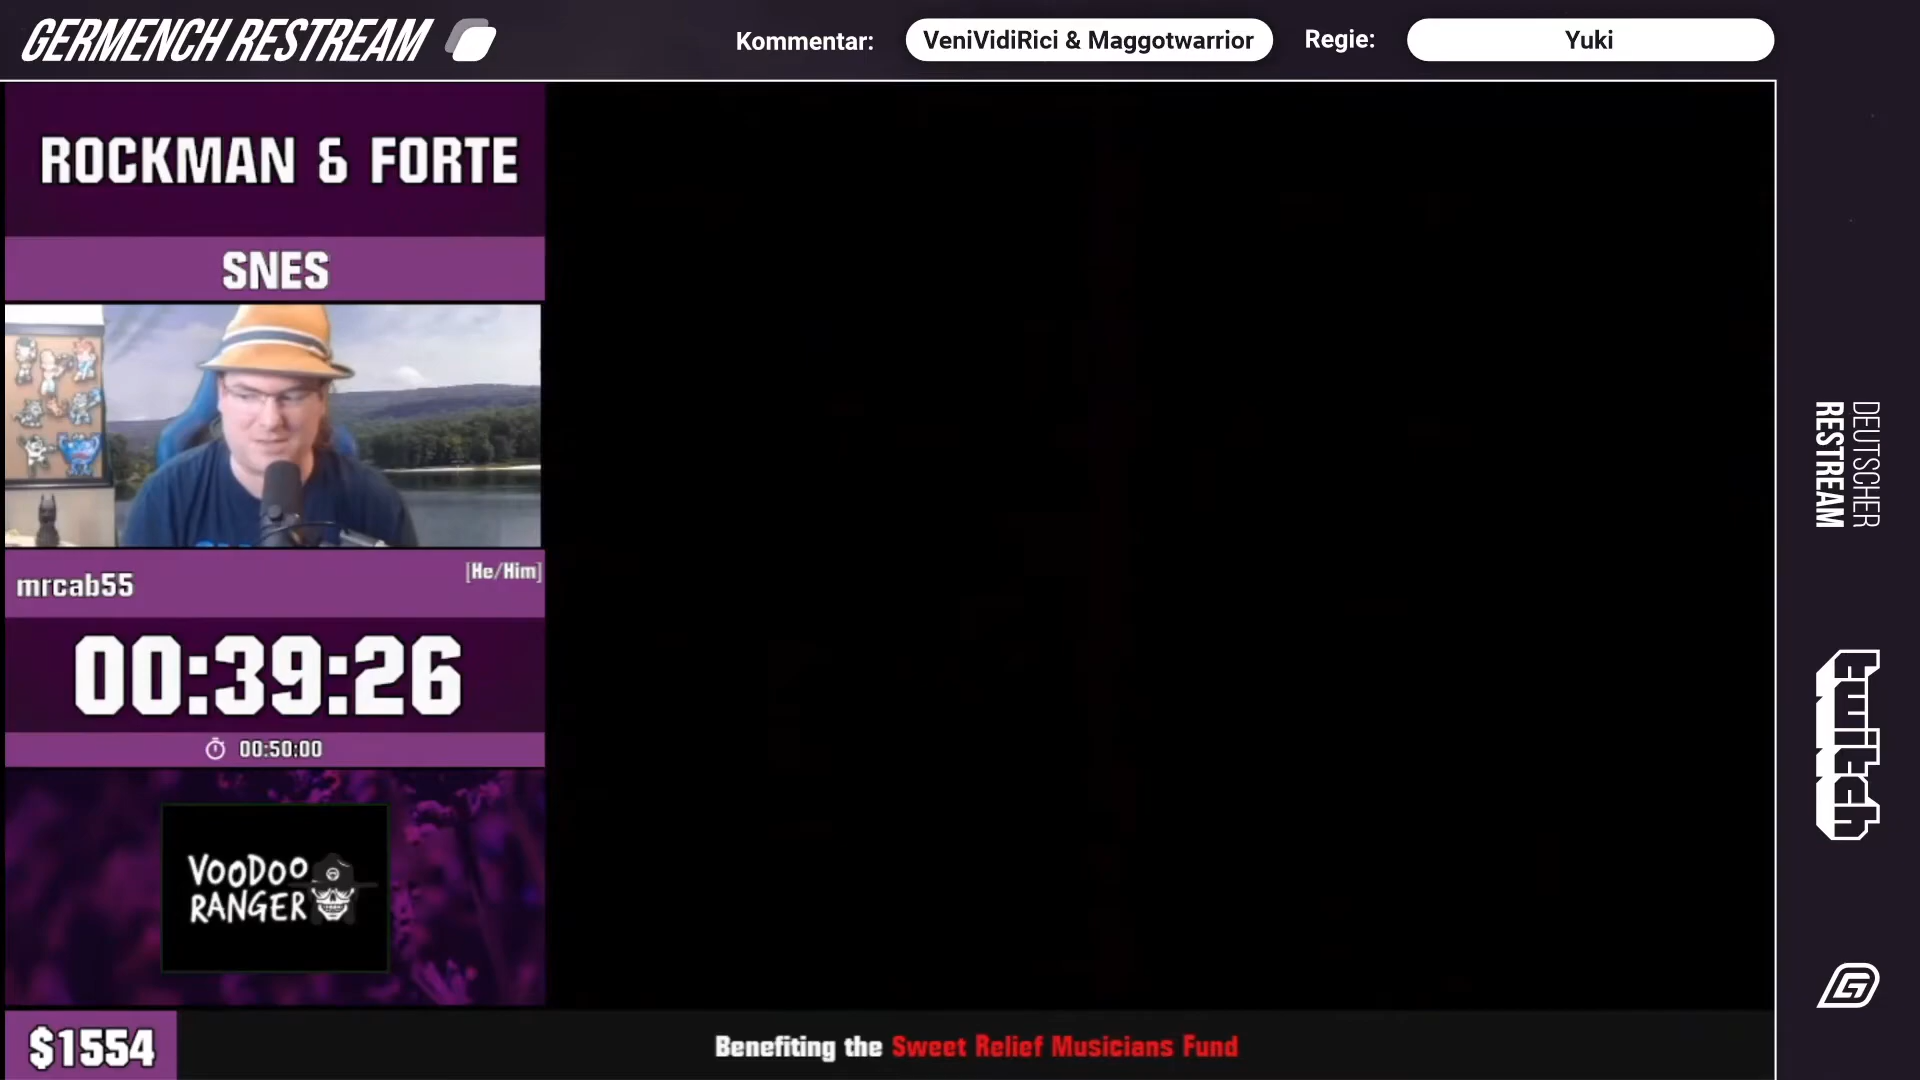 GERMENCH RESTREAM
Kommentar: VeniVidiRici & Maggotwarrior Regie: Yuki
ROCKMAN & FORTE
SNES
mrcab55 [He/Him]
00:39:26
00:50:00
VOODOO
RANGER
$1554 Benefiting the Sweet Relief Musicians Fund
DEUTSCHER
RESTREAM
twitch
G